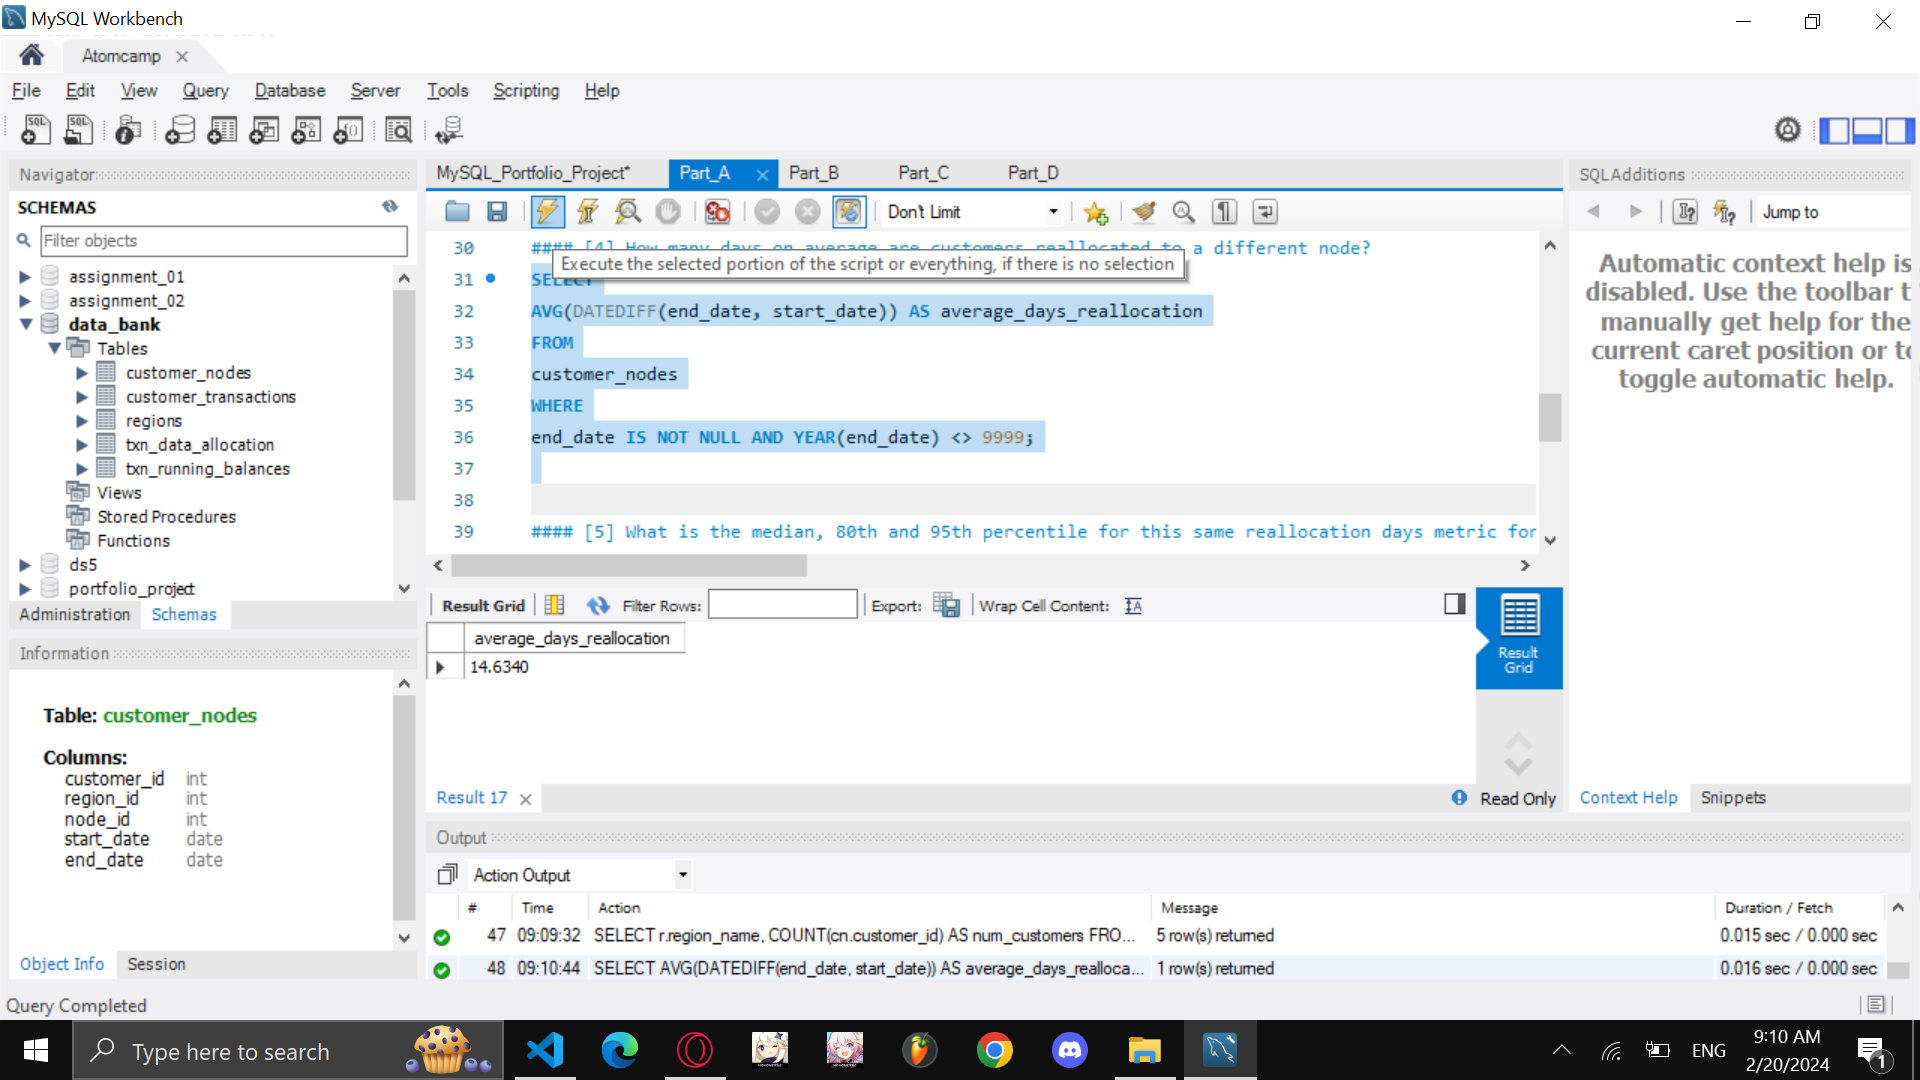 MySQL Workbench
Atomcamp
File Edit View Query Database Server Tools Scripting Help
Navigator
SCHEMAS
Filter objects
assignment_01
assignment_02
data_bank
Tables
customer_nodes
customer_transactions
regions
txn_data_allocation
txn_running_balances
Views
Stored Procedures
Functions
ds5
portfolio_project
Administration Schemas
Information
Table: customer_nodes
Columns:
customer_id int
region_id int
node_id int
start_date date
end_date date
Object Info Session
Query Completed
MySQL_Portfolio_Project* Part_A Part_B Part_C Part_D
Don't Limit
30 #### [4] How many days on average are customers reallocated to a different node?
Execute the selected portion of the script or everything, if there is no selection
31 SELECT
32 AVG(DATEDIFF(end_date, start_date)) AS average_days_reallocation
33 FROM
34 customer_nodes
35 WHERE
36 end_date IS NOT NULL AND YEAR(end_date) <> 9999;
37
38
39 #### [5] What is the median, 80th and 95th percentile for this same reallocation days metric for
Result Grid Filter Rows: Export: Wrap Cell Content:
average_days_reallocation
14.6340
Result Grid
Result 17
Read Only
SQLAdditions
Jump to
Automatic context help is
disabled. Use the toolbar t
manually get help for the
current caret position or to
toggle automatic help.
Context Help Snippets
Output
Action Output
# Time Action Message Duration / Fetch
47 09:09:32 SELECT r.region_name, COUNT(cn.customer_id) AS num_customers FRO... 5 row(s) returned 0.015 sec / 0.000 sec
48 09:10:44 SELECT AVG(DATEDIFF(end_date, start_date)) AS average_days_realloca... 1 row(s) returned 0.016 sec / 0.000 sec
Type here to search
ENG
9:10 AM
2/20/2024
1